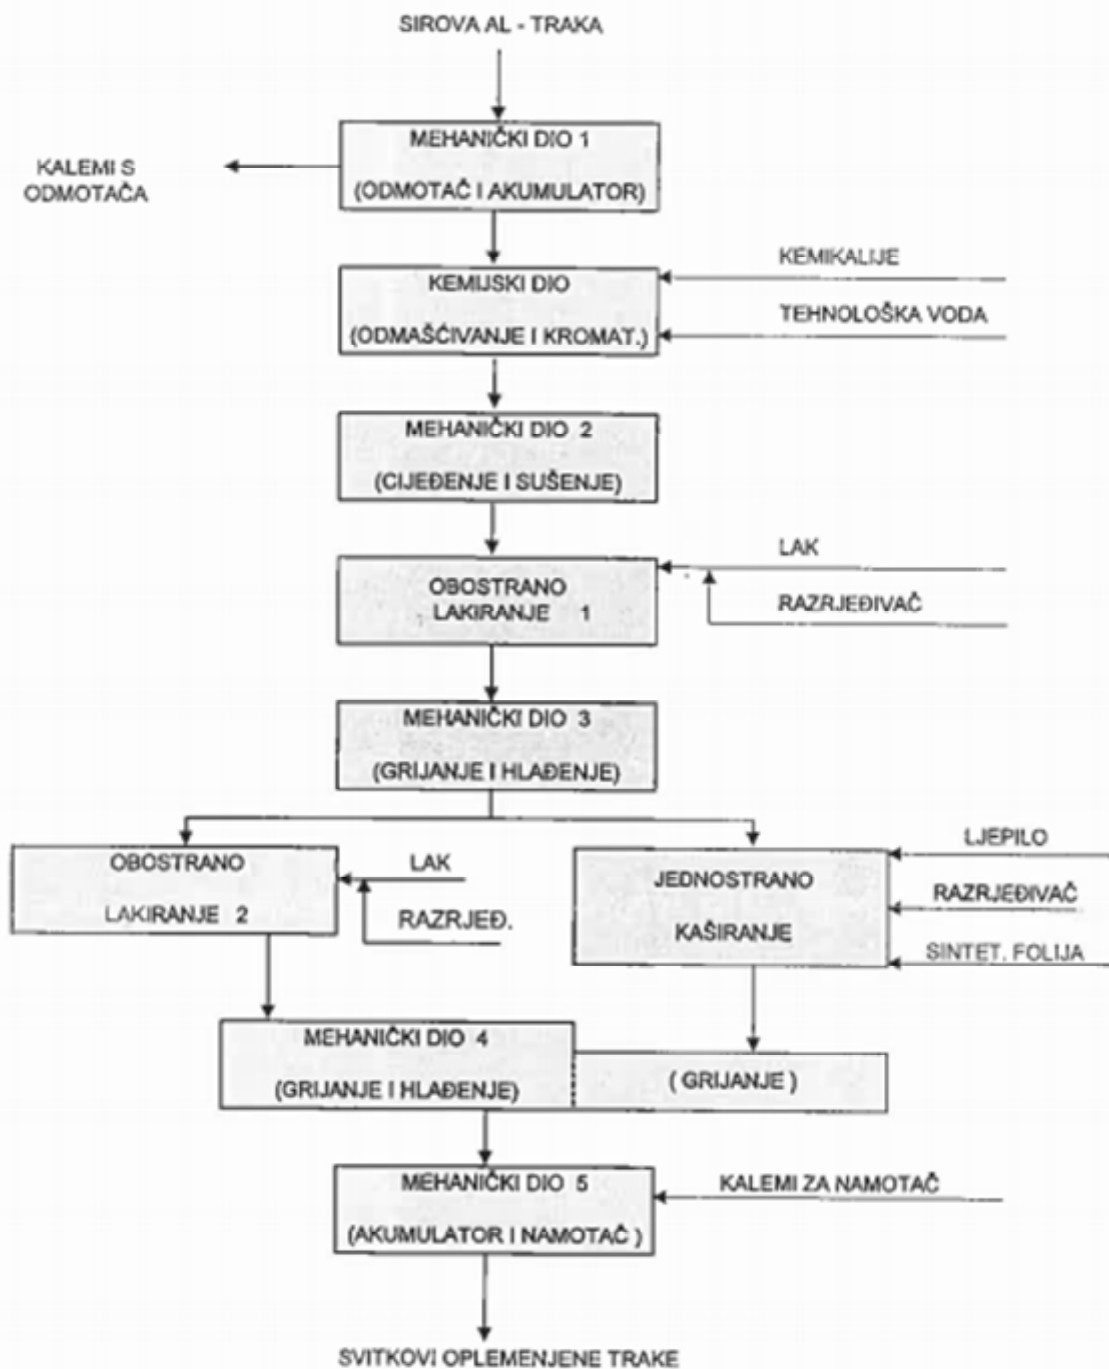 SIROVA AL - TRAKA
MEHANIČKI DIO 1
(ODMOTAČ I AKUMULATOR)
KALEMI S
ODMOTAČA
KEMIJSKI DIO
(ODMAŠĆIVANJE I KROMAT.)
KEMIKALIJE
TEHNOLOŠKA VODA
MEHANIČKI DIO 2
(CIJEĐENJE I SUŠENJE)
OBOSTRANO
LAKIRANJE 1
LAK
RAZRJEĐIVAČ
MEHANIČKI DIO 3
(GRIJANJE I HLAĐENJE)
OBOSTRANO
LAKIRANJE 2
LAK
RAZRJEĐ.
JEDNOSTRANO
KAŠIRANJE
LJEPILO
RAZRJEĐIVAČ
SINTET. FOLIJA
MEHANIČKI DIO 4
(GRIJANJE I HLAĐENJE)
( GRIJANJE )
MEHANIČKI DIO 5
(AKUMULATOR I NAMOTAČ )
KALEMI ZA NAMOTAČ
SVITKOVI OPLEMENJENE TRAKE